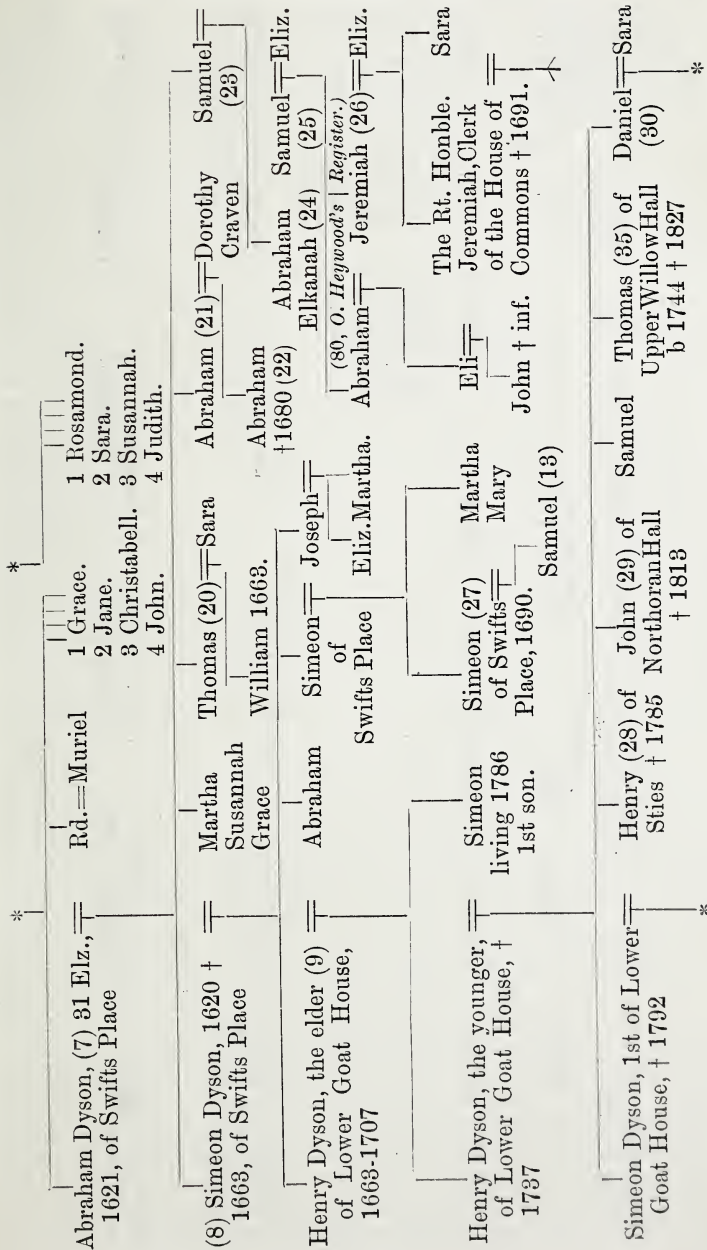 *
*
Abraham Dyson, (7) 31 Elz.,
1621, of Swifts Place
Rd.
Muriel
1 Grace.
2 Jane.
3 Christabell.
4 John.
1 Rosamond.
2 Sara.
3 Susannah.
4 Judith.
(8) Simeon Dyson, 1620 †
1663, of Swifts Place
Martha
Susannah
Grace
Thomas (20)
Sara
William 1663.
Abraham (21)
Dorothy
Craven
Abraham
†1680 (22)
Samuel
(23)
Abraham
Elkanah (24)
Samuel
(25)
Eliz.
Henry Dyson, the elder (9)
of Lower Goat House,
1663-1707
Abraham
Simeon
of
Swifts Place
Joseph
Eliz. Martha.
(80, O. Heywood's Register.)
Abraham
Jeremiah (26)
Eliz.
Eli
John † inf.
The Rt. Honble.
Jeremiah, Clerk
of the House of
Commons † 1691.
Sara
Henry Dyson, the younger,
of Lower Goat House, †
1737
Simeon
living 1786
1st son.
Simeon (27)
of Swifts
Place, 1690.
Samuel (13)
Martha
Mary
Simeon Dyson, 1st of Lower
Goat House, † 1792
Henry (28) of
Sties † 1785
John (29) of
Northoran Hall
† 1813
Samuel
Thomas (35) of
Upper Willow Hall
b 1744 † 1827
Daniel
(30)
Sara
*
*